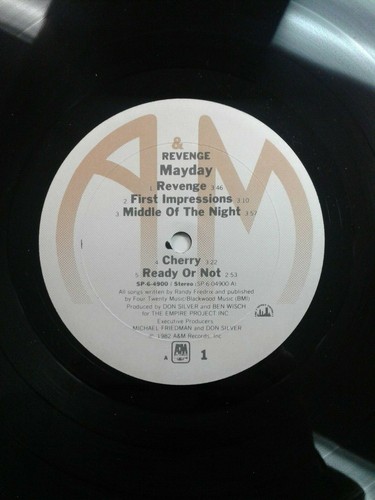 A&M
REVENGE
Mayday
1 Revenge 3:46
2 First Impressions 3:10
3 Middle Of The Night 3:57
4 Cherry 3:22
5 Ready Or Not 2:53
SP-6-4900 / Stereo (SP 6-04900 A)
All songs written by Randy Fredrix and published
by Four Twenty Music/Blackwood Music (BMI)
Produced by DON SILVER and BEN WISCH
for THE EMPIRE PROJECT INC
Executive Producers
MICHAEL FRIEDMAN and DON SILVER
℗ 1982 A&M Records, Inc
A A&M 1